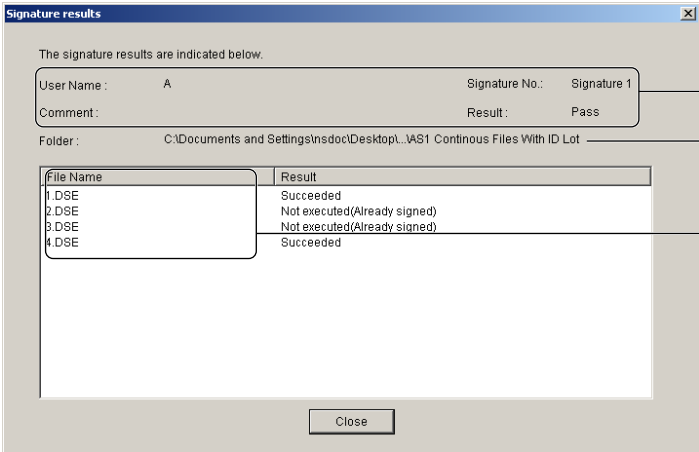 Signature results
The signature results are indicated below.
User Name : A Signature No.: Signature 1
Comment : Result : Pass
Folder : C:\Documents and Settings\nsdoc\Desktop\...\AS1 Continous Files With ID Lot
File Name Result
1.DSE Succeeded
2.DSE Not executed(Already signed)
3.DSE Not executed(Already signed)
4.DSE Succeeded
Close